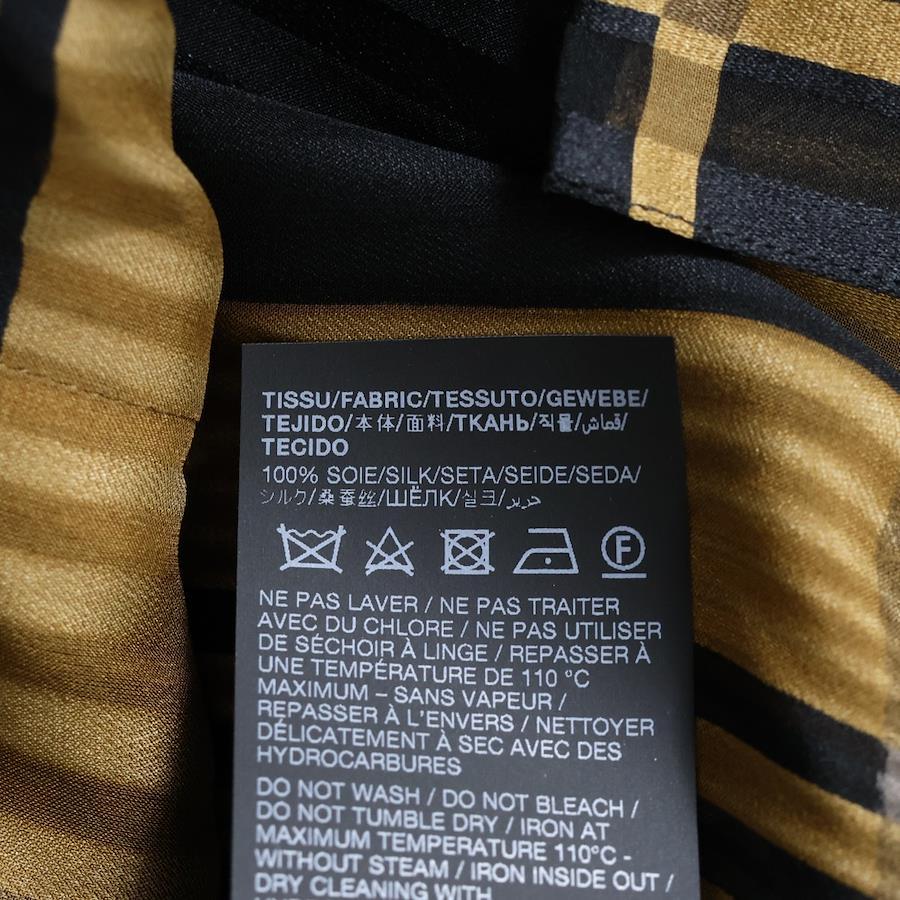 TISSU/FABRIC/TESSUTO/GEWEBE/
TEJIDO/本体/面料/ТКАНЬ/직물/قماش/
TECIDO
100% SOIE/SILK/SETA/SEIDE/SEDA/
シルク/桑蚕丝/ШЁЛК/실크/حرير/
F
NE PAS LAVER / NE PAS TRAITER
AVEC DU CHLORE / NE PAS UTILISER
DE SÉCHOIR À LINGE / REPASSER À
UNE TEMPÉRATURE DE 110 °C
MAXIMUM – SANS VAPEUR /
REPASSER À L'ENVERS / NETTOYER
DÉLICATEMENT À SEC AVEC DES
HYDROCARBURES
DO NOT WASH / DO NOT BLEACH /
DO NOT TUMBLE DRY / IRON AT
MAXIMUM TEMPERATURE 110°C -
WITHOUT STEAM / IRON INSIDE OUT /
DRY CLEANING WITH